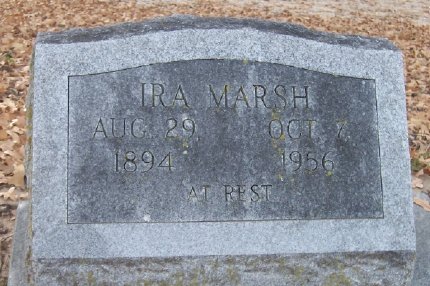 IRA MARSH
AUG. 29, OCT. 7,
1894 1956
AT REST